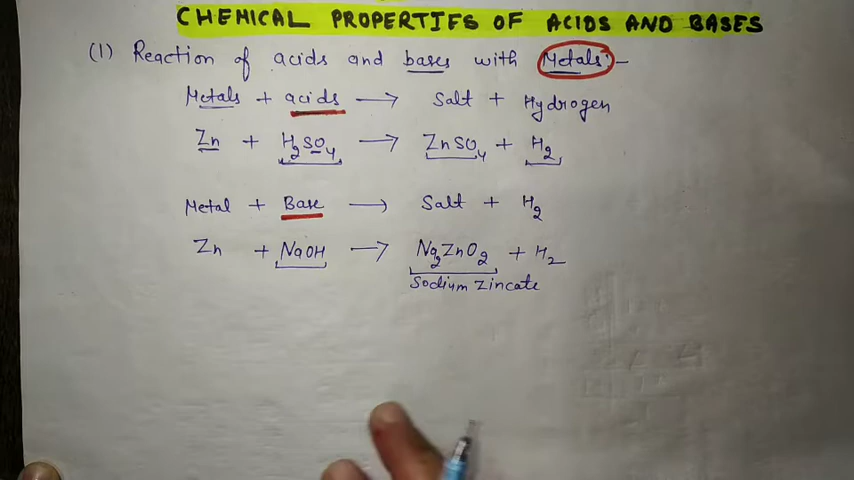 CHEMICAL PROPERTIES OF ACIDS AND BASES
(1) Reaction of acids and bases with Metals:-
Metals + acids → Salt + Hydrogen
Zn + H₂SO₄ → ZnSO₄ + H₂
Metal + Base → Salt + H₂
Zn + NaOH → Na₂ZnO₂ + H₂
Sodium Zincate